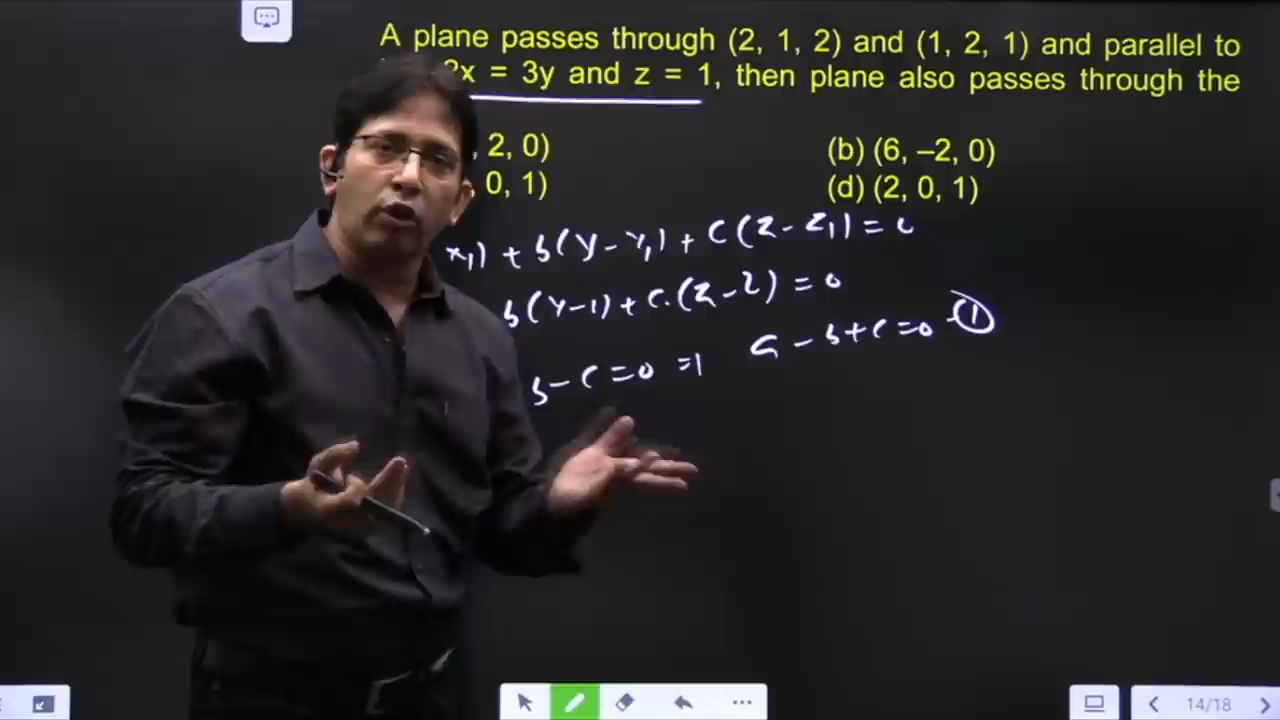 A plane passes through (2, 1, 2) and (1, 2, 1) and parallel to
2x = 3y and z = 1, then plane also passes through the
, 2, 0)
(b) (6, –2, 0)
0, 1)
(d) (2, 0, 1)
x₁) + b(y – y₁) + c(z – z₁) = 0
b(y–1) + c.(z–2) = 0
b – c = 0 =1
a – b + c = 0 – ①
14/18